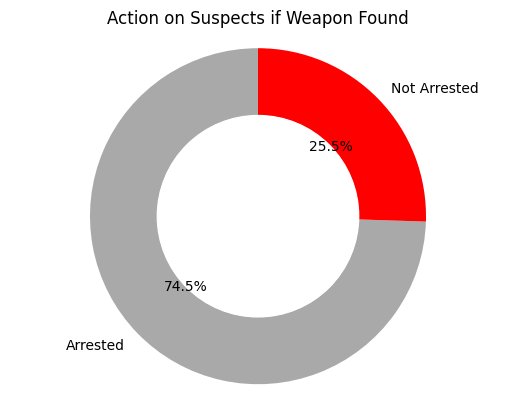 Action on Suspects if Weapon Found
Not Arrested
25.5%
74.5%
Arrested